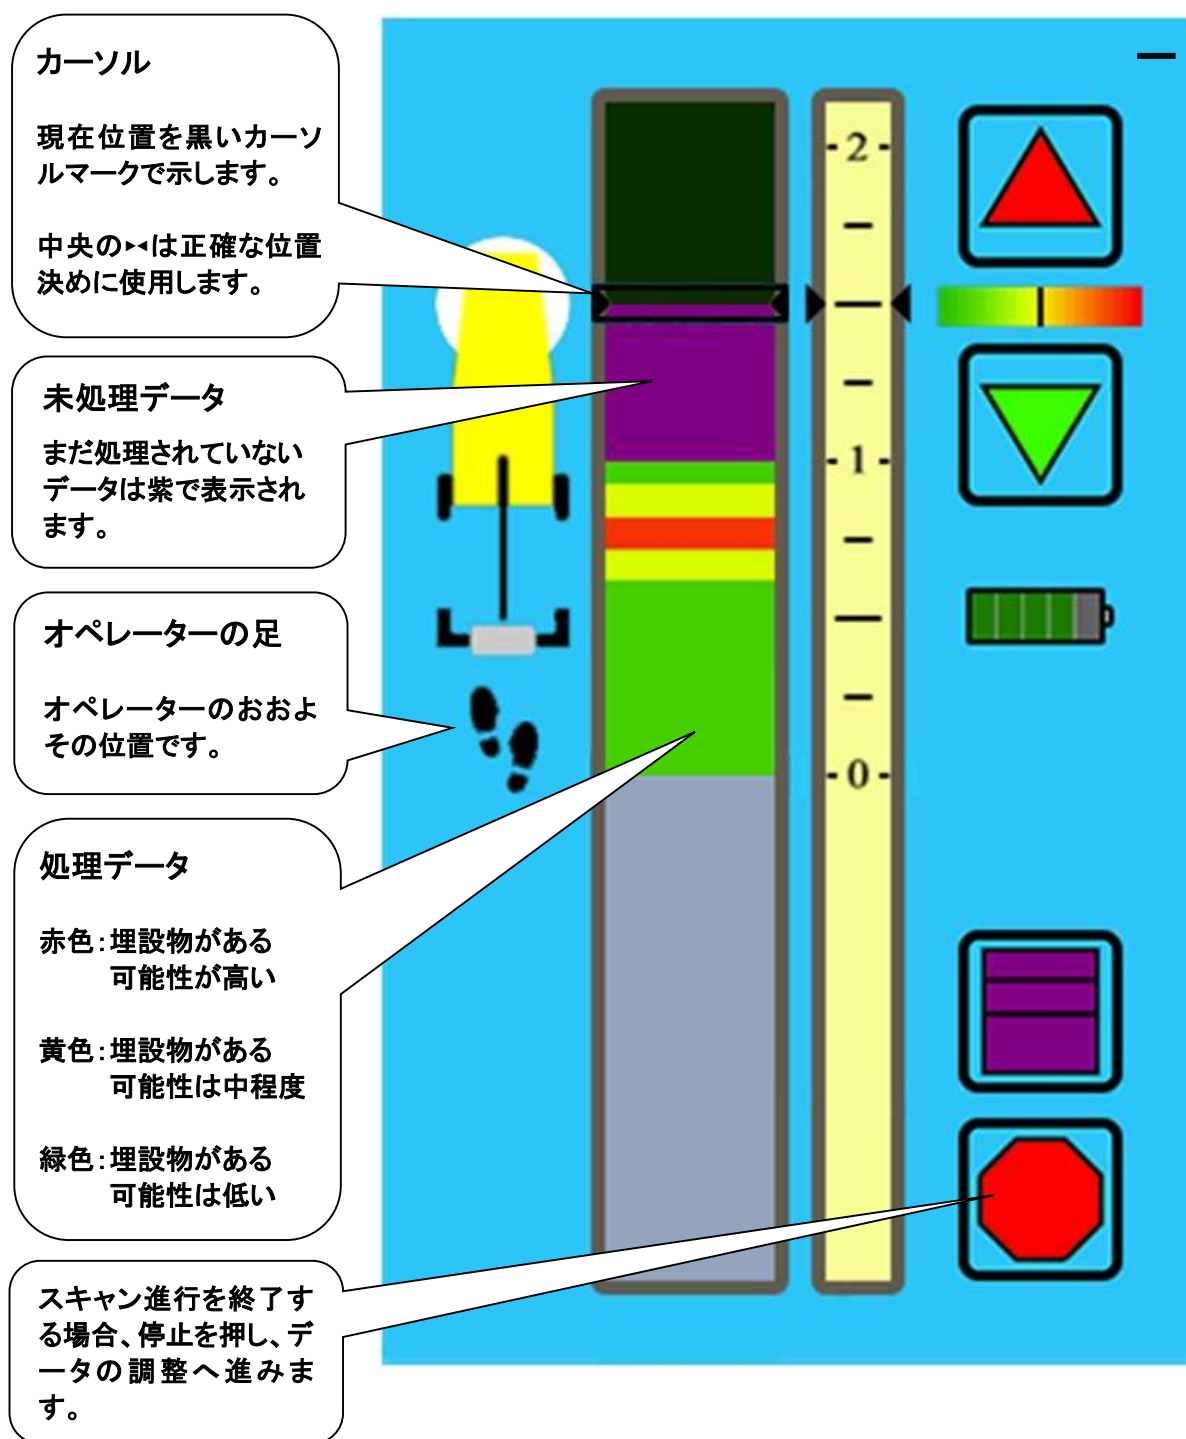 カーソル
現在位置を黒いカーソ
ルマークで示します。
中央の▸◂は正確な位置
決めに使用します。
未処理データ
まだ処理されていない
データは紫で表示され
ます。
オペレーターの足
オペレーターのおおよ
その位置です。
処理データ
赤色：埋設物がある
可能性が高い
黄色：埋設物がある
可能性は中程度
緑色：埋設物がある
可能性は低い
スキャン進行を終了す
る場合、停止を押し、デ
ータの調整へ進みま
す。
2
1
0